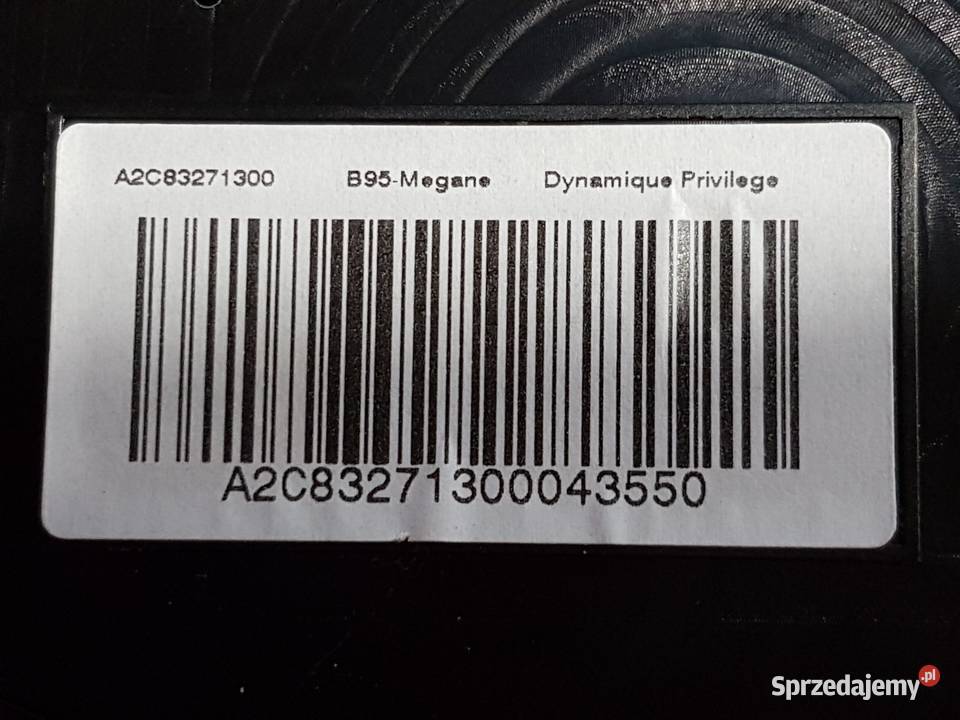 A2C83271300 B95-Megane Dynamique Privilege
A2C83271300043550
Sprzedajemy.pl